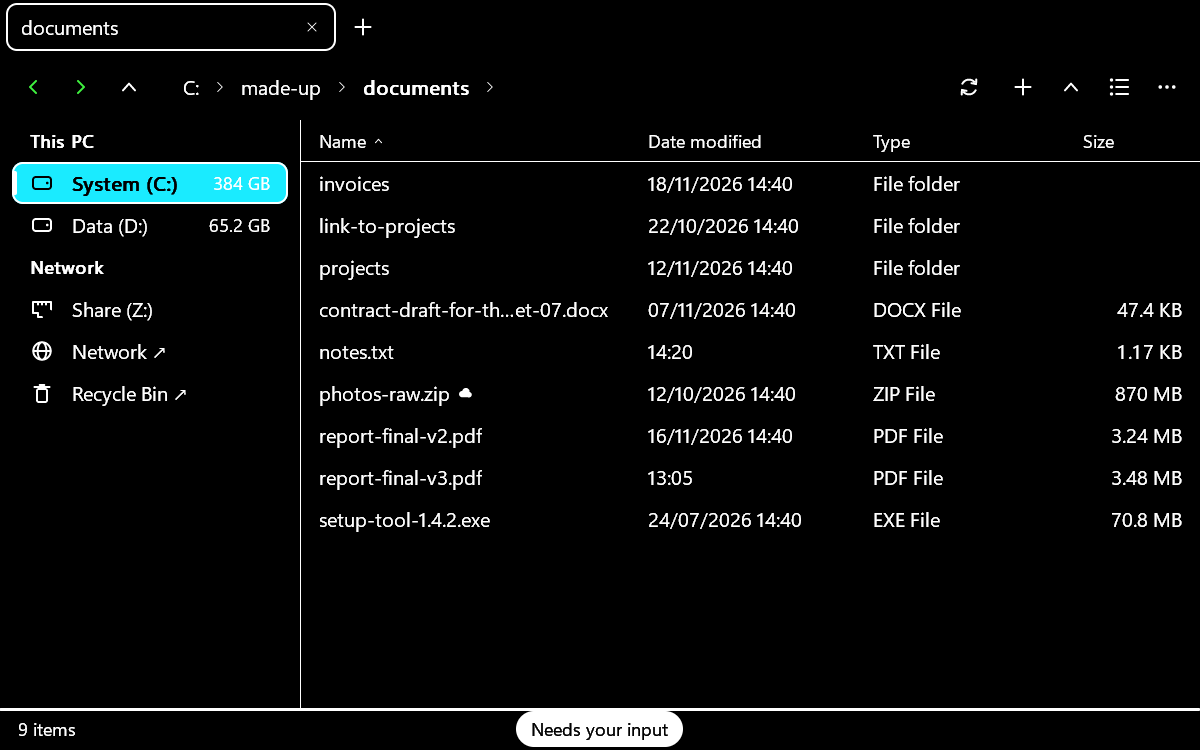 documents
C: made-up documents
This PC
System (C:) 384 GB
Data (D:) 65.2 GB
Network
Share (Z:)
Network ↗
Recycle Bin ↗
Name Date modified Type Size
invoices 18/11/2026 14:40 File folder
link-to-projects 22/10/2026 14:40 File folder
projects 12/11/2026 14:40 File folder
contract-draft-for-th...et-07.docx 07/11/2026 14:40 DOCX File 47.4 KB
notes.txt 14:20 TXT File 1.17 KB
photos-raw.zip 12/10/2026 14:40 ZIP File 870 MB
report-final-v2.pdf 16/11/2026 14:40 PDF File 3.24 MB
report-final-v3.pdf 13:05 PDF File 3.48 MB
setup-tool-1.4.2.exe 24/07/2026 14:40 EXE File 70.8 MB
9 items
Needs your input